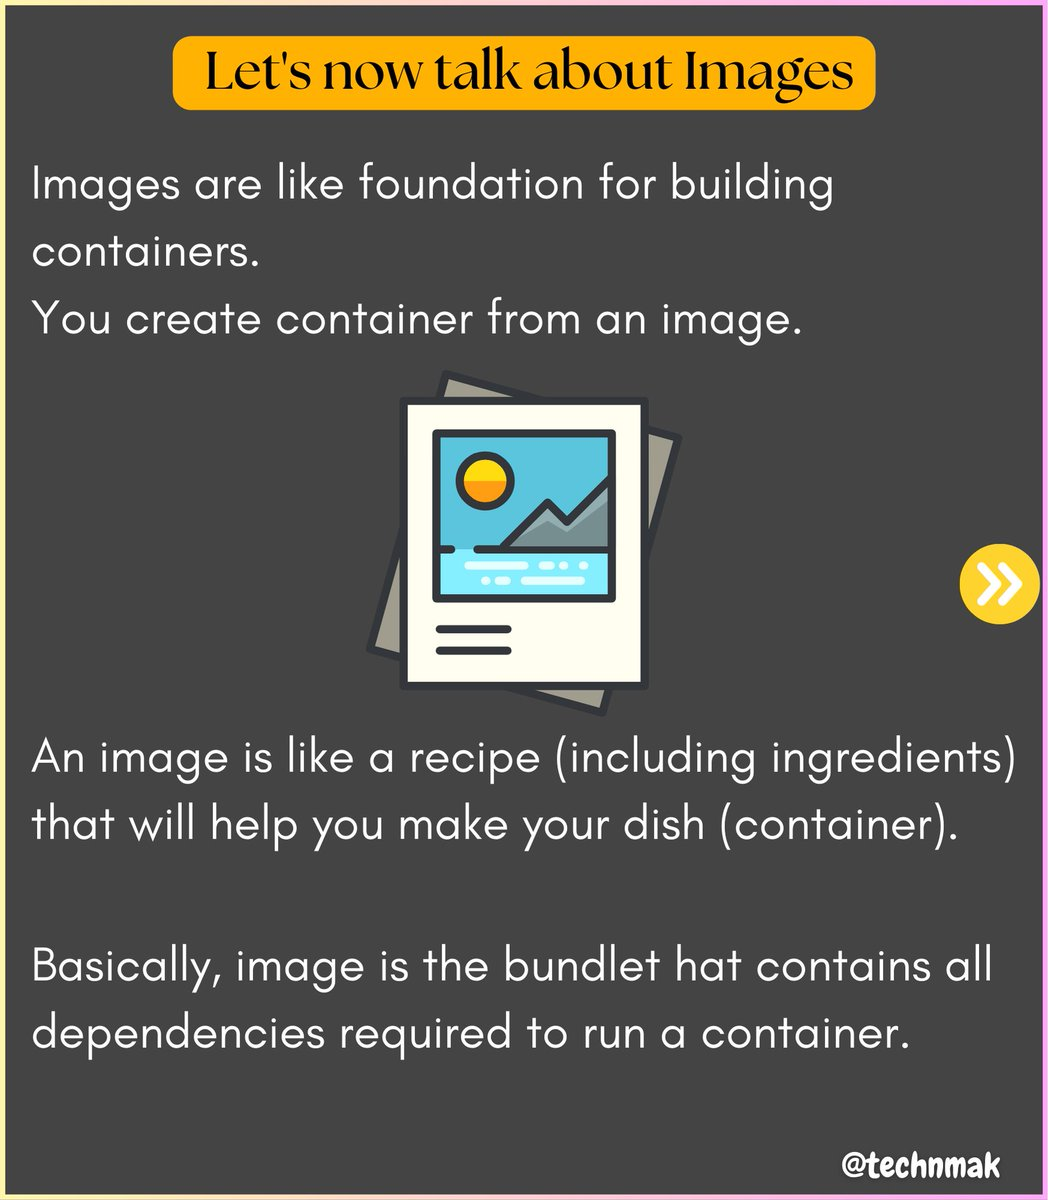 Let's now talk about Images
Images are like foundation for building
containers.
You create container from an image.
An image is like a recipe (including ingredients)
that will help you make your dish (container).
Basically, image is the bundlet hat contains all
dependencies required to run a container.
@technmak